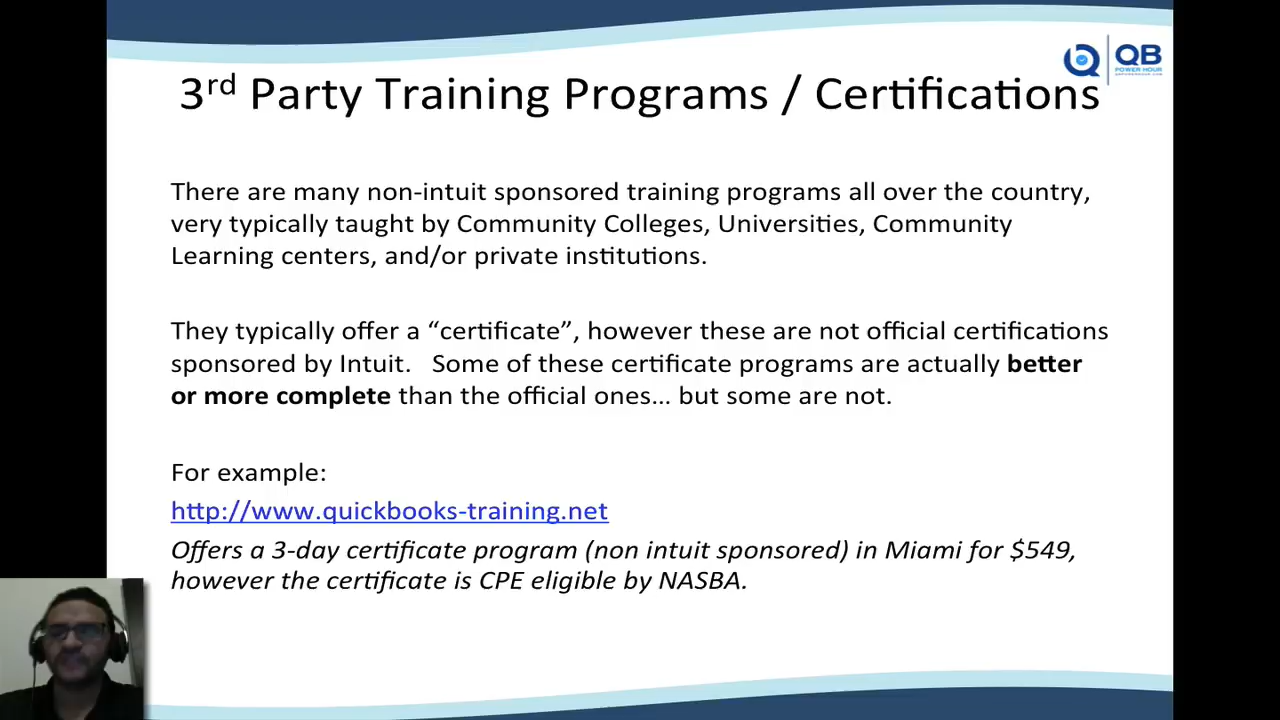 QB
POWER HOUR
3rd Party Training Programs / Certifications
There are many non-intuit sponsored training programs all over the country,
very typically taught by Community Colleges, Universities, Community
Learning centers, and/or private institutions.
They typically offer a “certificate”, however these are not official certifications
sponsored by Intuit. Some of these certificate programs are actually better
or more complete than the official ones... but some are not.
For example:
http://www.quickbooks-training.net
Offers a 3-day certificate program (non intuit sponsored) in Miami for $549,
however the certificate is CPE eligible by NASBA.